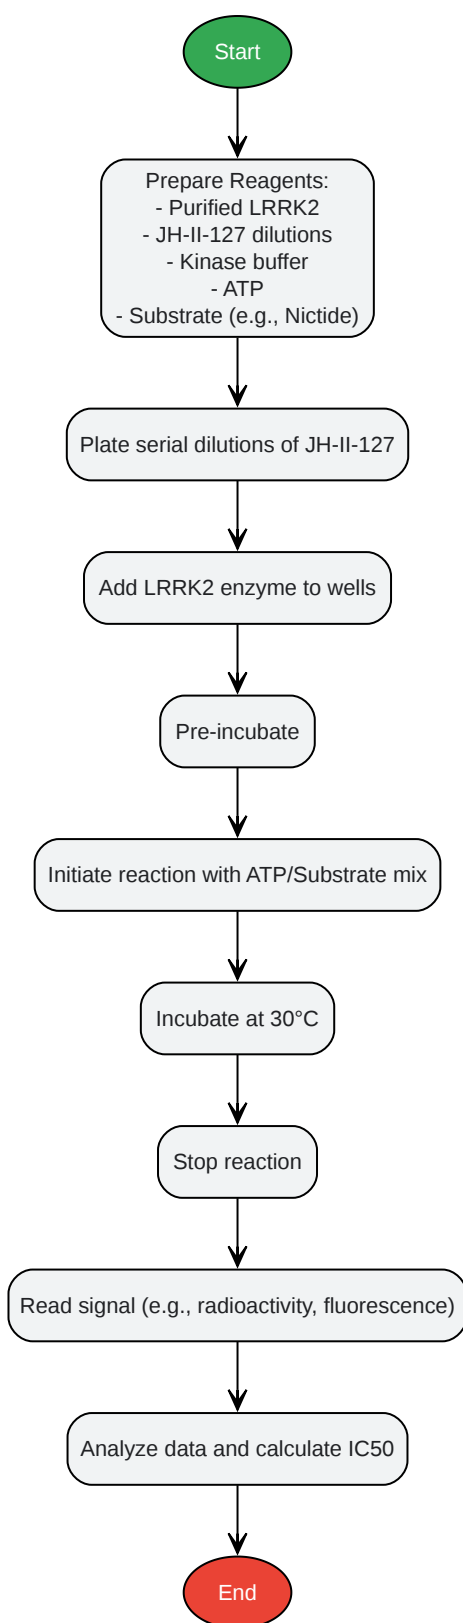 Start
Prepare Reagents:
- Purified LRRK2
- JH-II-127 dilutions
- Kinase buffer
- ATP
- Substrate (e.g., Nictide)
Plate serial dilutions of JH-II-127
Add LRRK2 enzyme to wells
Pre-incubate
Initiate reaction with ATP/Substrate mix
Incubate at 30°C
Stop reaction
Read signal (e.g., radioactivity, fluorescence)
Analyze data and calculate IC50
End